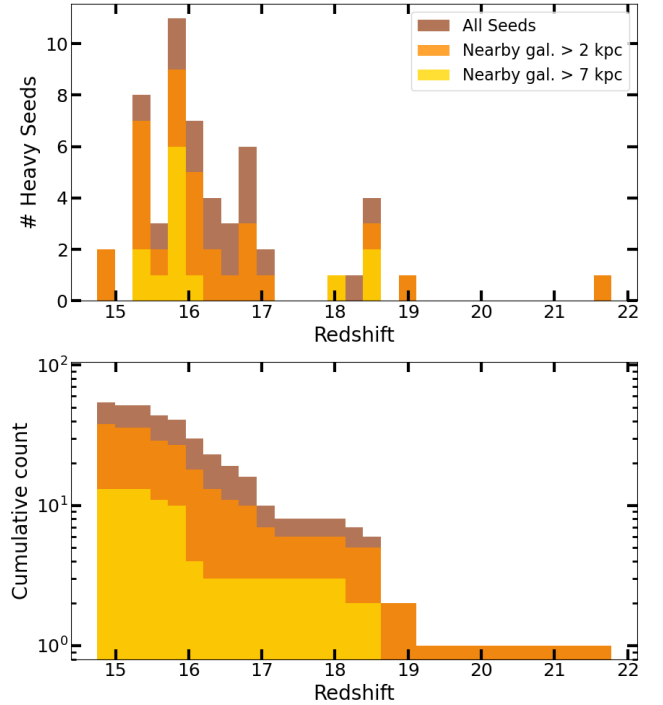 10
8
6
4
2
0
# Heavy Seeds
All Seeds
Nearby gal. > 2 kpc
Nearby gal. > 7 kpc
15 16 17 18 19 20 21 22
Redshift
10²
10¹
10⁰
Cumulative count
15 16 17 18 19 20 21 22
Redshift